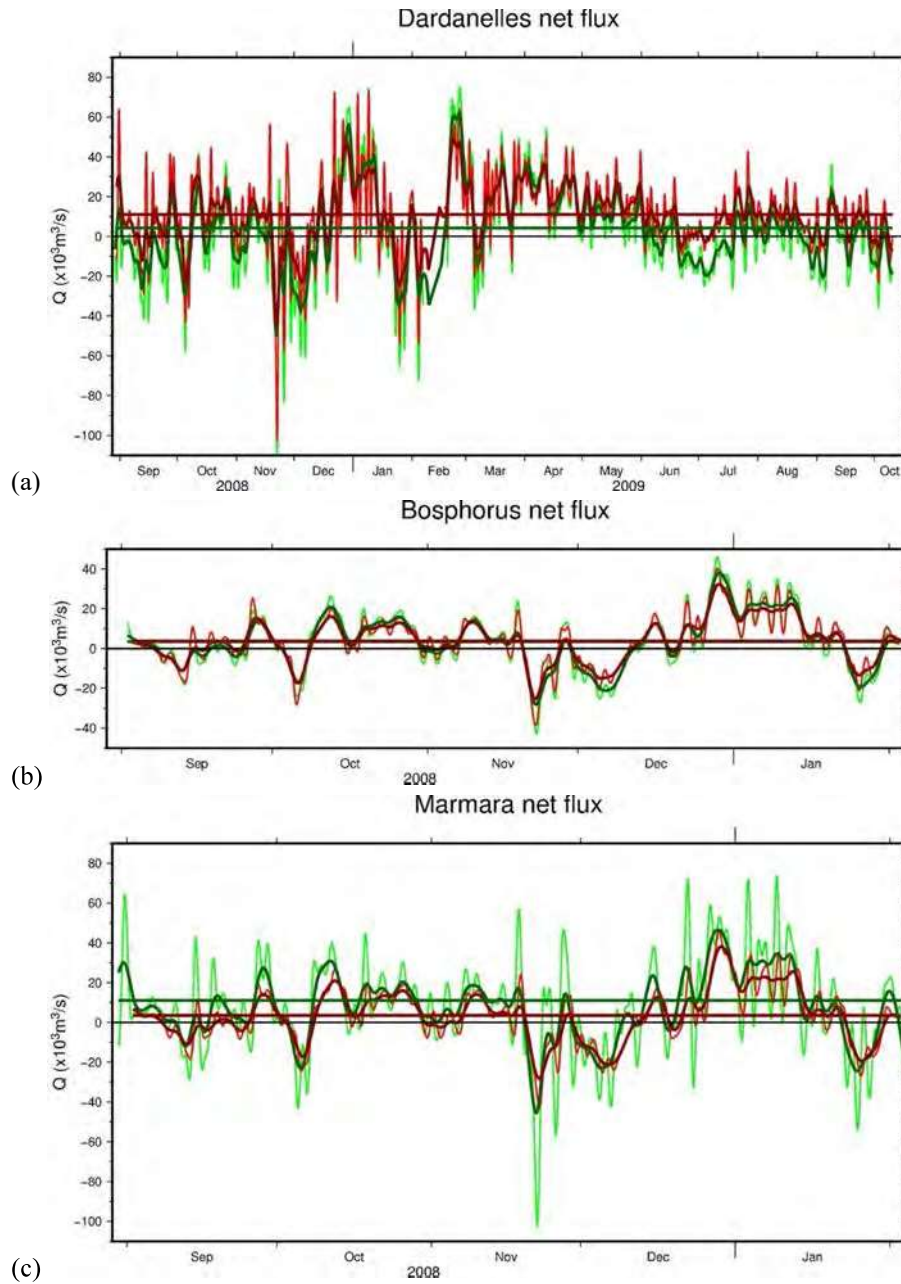 Dardanelles net flux
80
60
40
20
0
−20
−40
−60
−80
−100
Q (x10³m³/s)
Sep Oct Nov Dec Jan Feb Mar Apr May Jun Jul Aug Sep Oct
2008 2009
(a)
Bosphorus net flux
40
20
0
−20
−40
Q (x10³m³/s)
Sep Oct Nov Dec Jan
2008
(b)
Marmara net flux
80
60
40
20
0
−20
−40
−60
−80
−100
Q (x10³m³/s)
Sep Oct Nov Dec Jan
2008
(c)